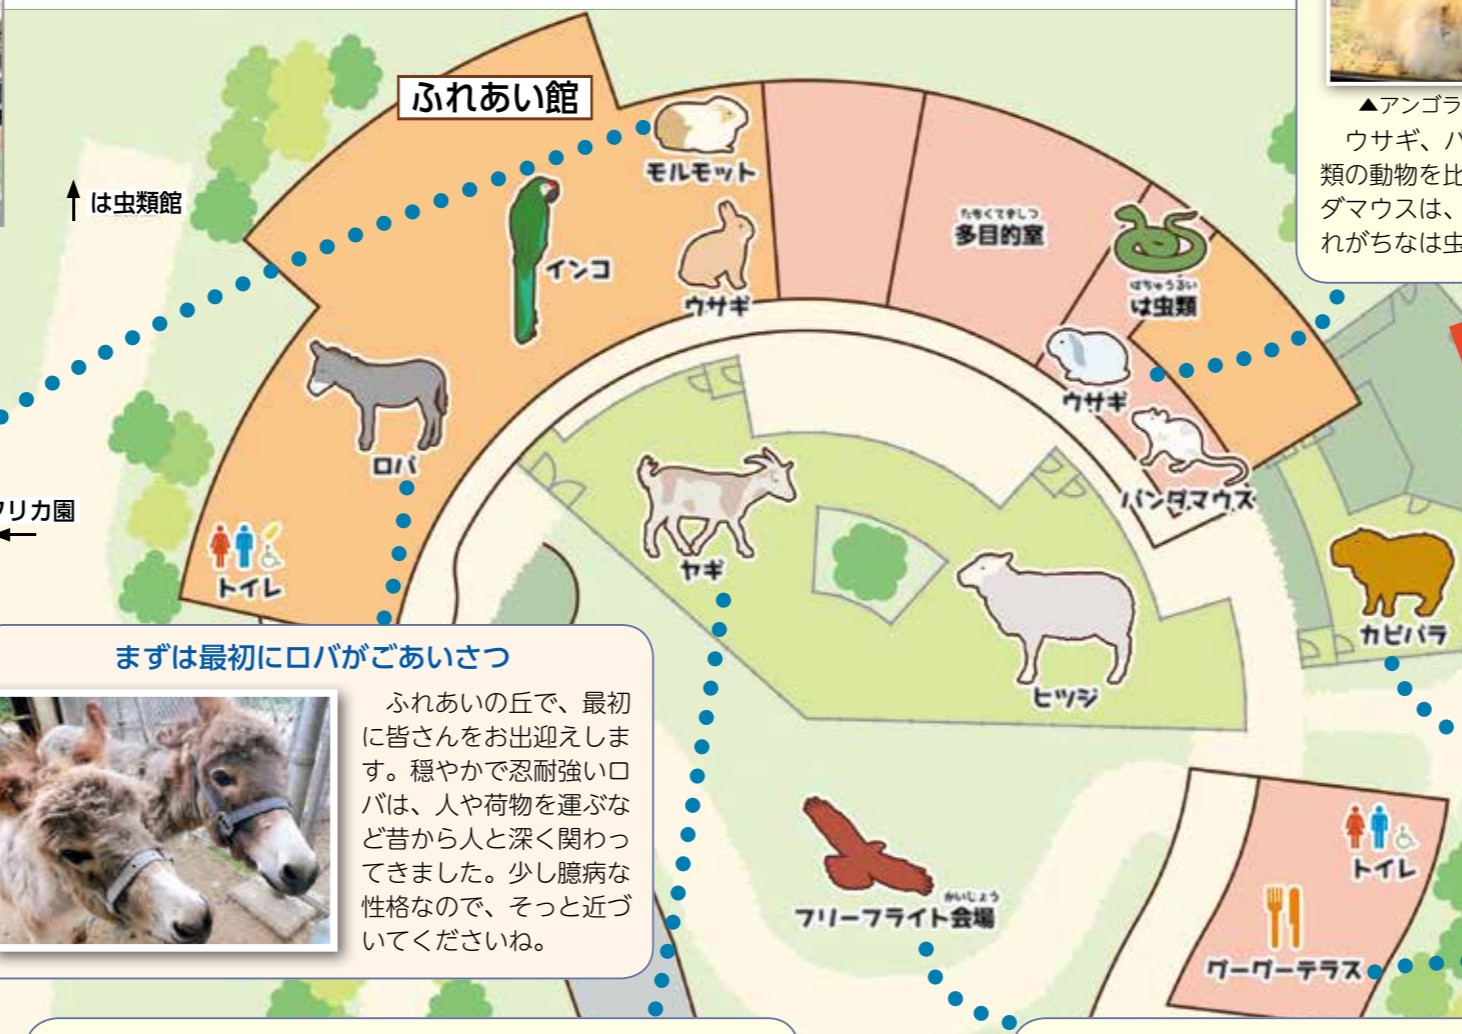 ふれあい館
モルモット
は虫類館
インコ
ウサギ
たもくてきしつ
多目的室
はちゅうるい
は虫類
ウサギ
パンダマウス
▲アンゴラ
ウサギ、パ
類の動物を比
ダマウスは、
れがちなは虫
ロバ
リカ園
トイレ
ヤギ
ヒツジ
カピバラ
まずは最初にロバがごあいさつ
ふれあいの丘で、最初
に皆さんをお出迎えしま
す。穏やかで忍耐強いロ
バは、人や荷物を運ぶな
ど昔から人と深く関わっ
てきました。少し臆病な
性格なので、そっと近づ
いてくださいね。
かいじょう
フリーフライト会場
トイレ
グーグーテラス